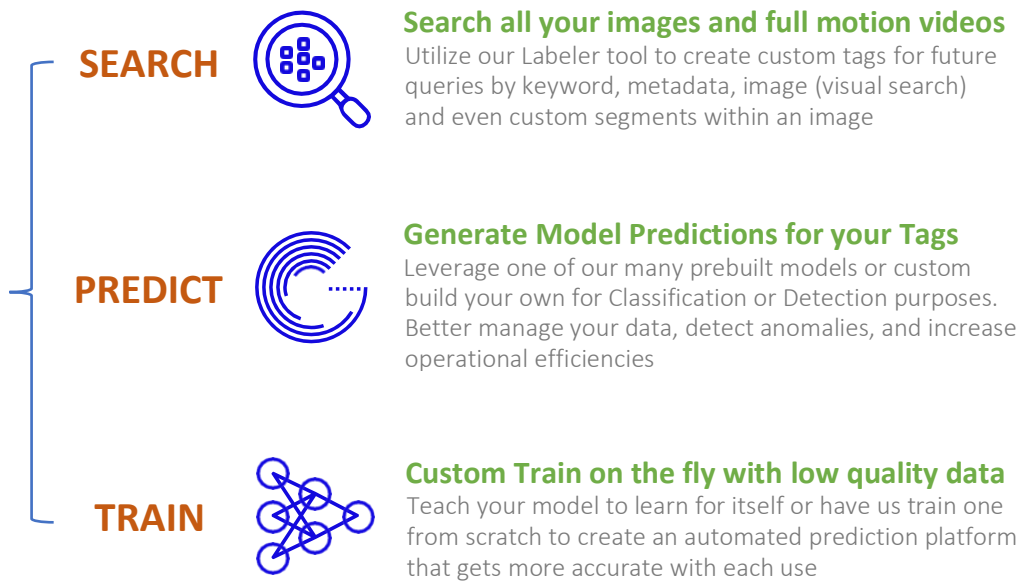 SEARCH
Search all your images and full motion videos
Utilize our Labeler tool to create custom tags for future
queries by keyword, metadata, image (visual search)
and even custom segments within an image
PREDICT
Generate Model Predictions for your Tags
Leverage one of our many prebuilt models or custom
build your own for Classification or Detection purposes.
Better manage your data, detect anomalies, and increase
operational efficiencies
TRAIN
Custom Train on the fly with low quality data
Teach your model to learn for itself or have us train one
from scratch to create an automated prediction platform
that gets more accurate with each use